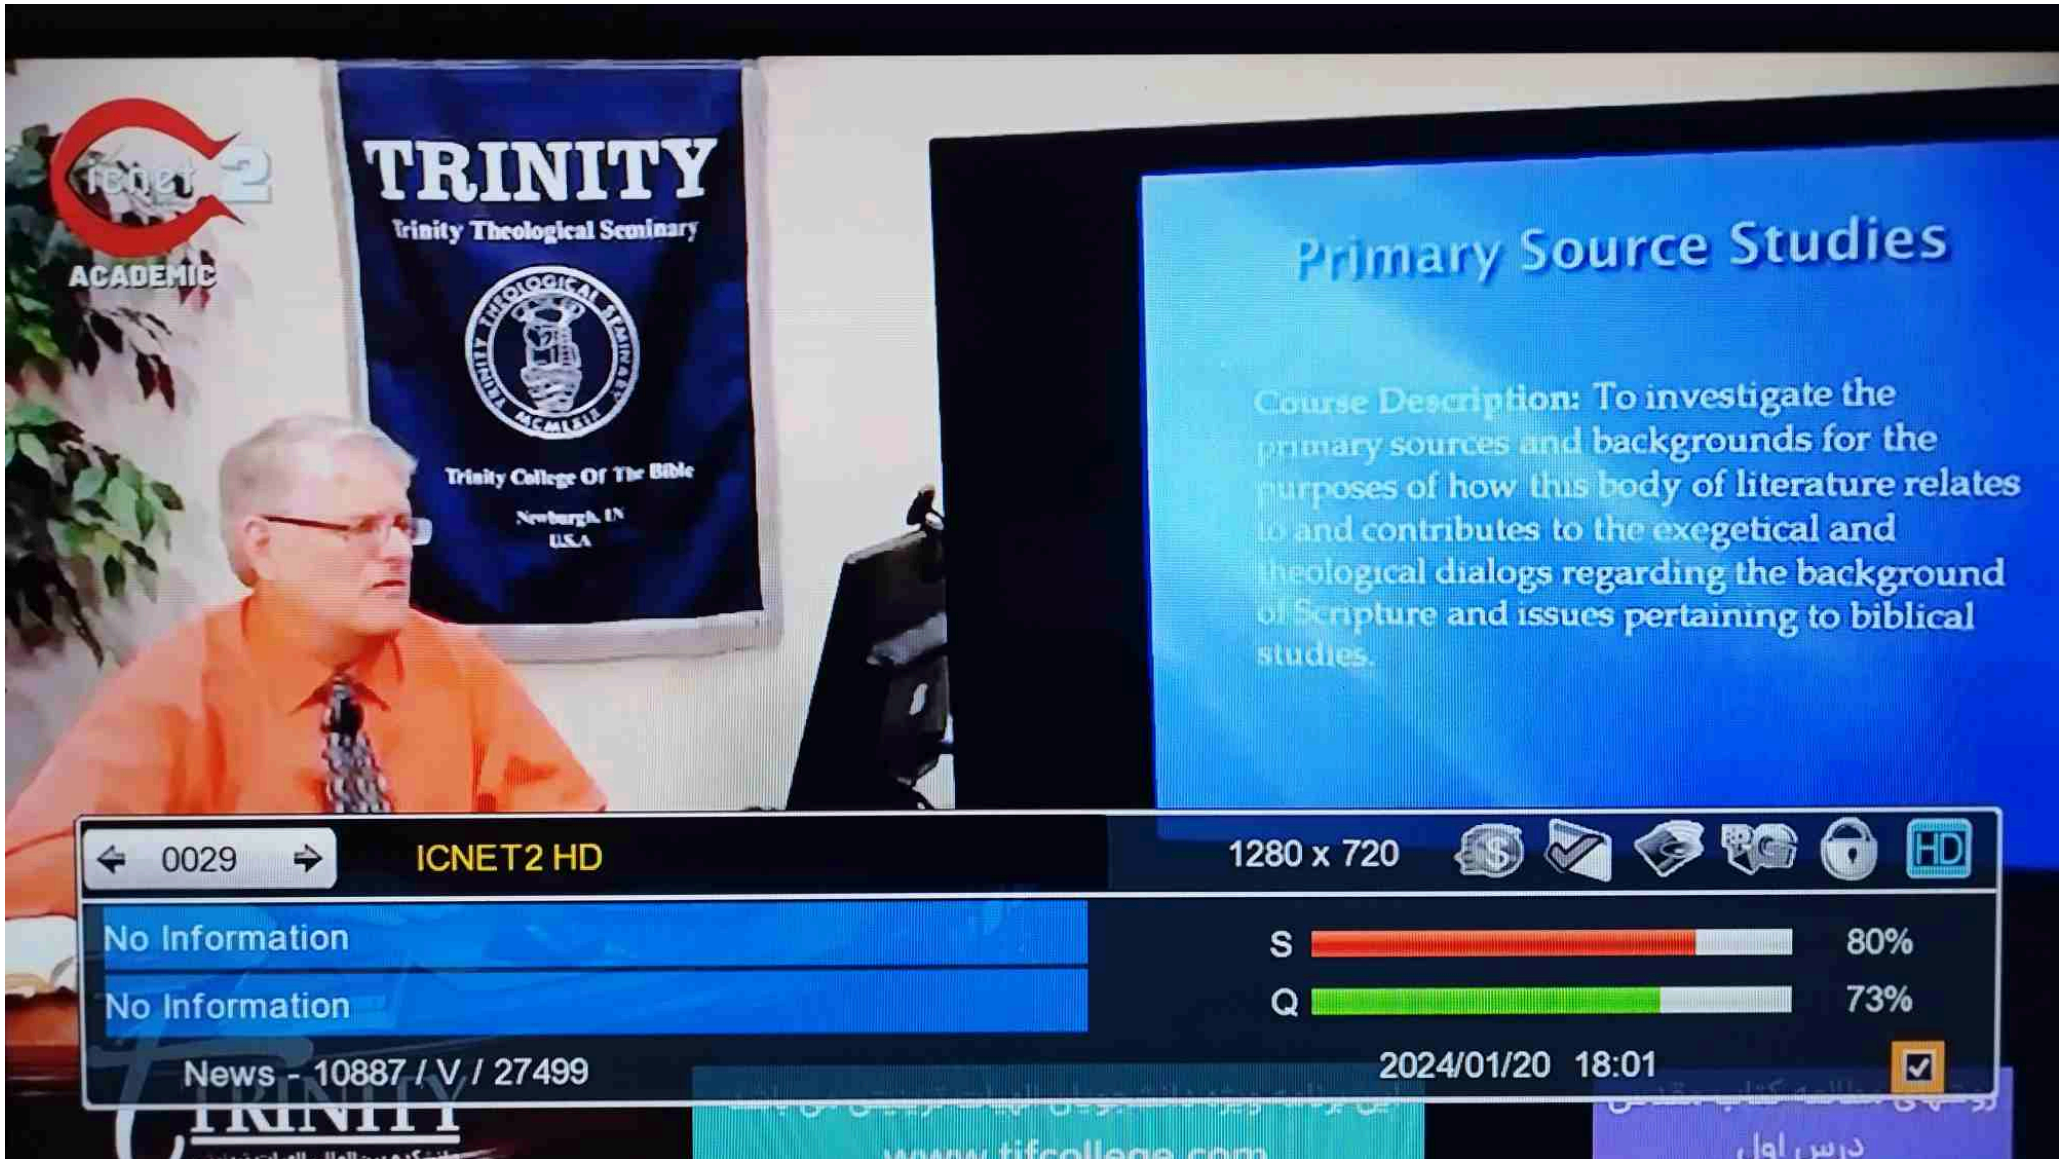 icnet 2
ACADEMIC
TRINITY
Trinity Theological Seminary
TRINITY THEOLOGICAL SEMINARY
Trinity College Of The Bible
Newburgh, IN
U.S.A
Primary Source Studies
Course Description: To investigate the
primary sources and backgrounds for the
purposes of how this body of literature relates
to and contributes to the exegetical and
theological dialogs regarding the background
of Scripture and issues pertaining to biblical
studies.
0029
ICNET2 HD
1280 x 720
HD
No Information
S 80%
No Information
Q 73%
News - 10887 / V / 27499
2024/01/20 18:01
TRINITY
www.tifcollege.com
درس اول